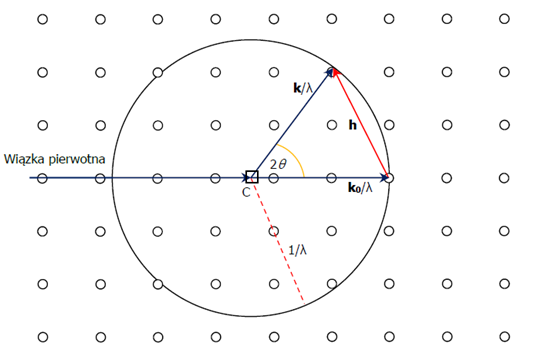 k/λ
h
Wiązka pierwotna
2θ
C
k₀/λ
1/λ